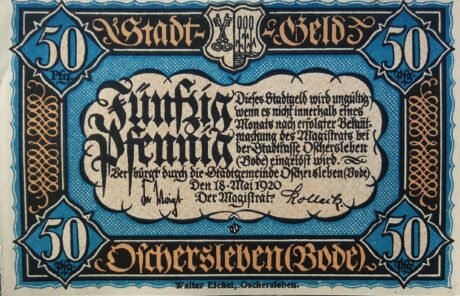 50 Pfg. Stadt- Geld 50 Pfg.
Fünfzig
Pfennig
Dieses Stadtgeld wird ungültig
wenn es nicht innerhalb eines
Monats nach erfolgter Bekannt-
machung des Magistrats bei
der Stadtkasse Oschersleben
(Bode) eingelöst wird.
Verbürgt durch die Stadtgemeinde Oschersleben (Bode)
Den 18. Mai 1920
Der Magistrat.
50 Pfg. Oschersleben (Bode) 50 Pfg.
Walter Eichel, Oschersleben.